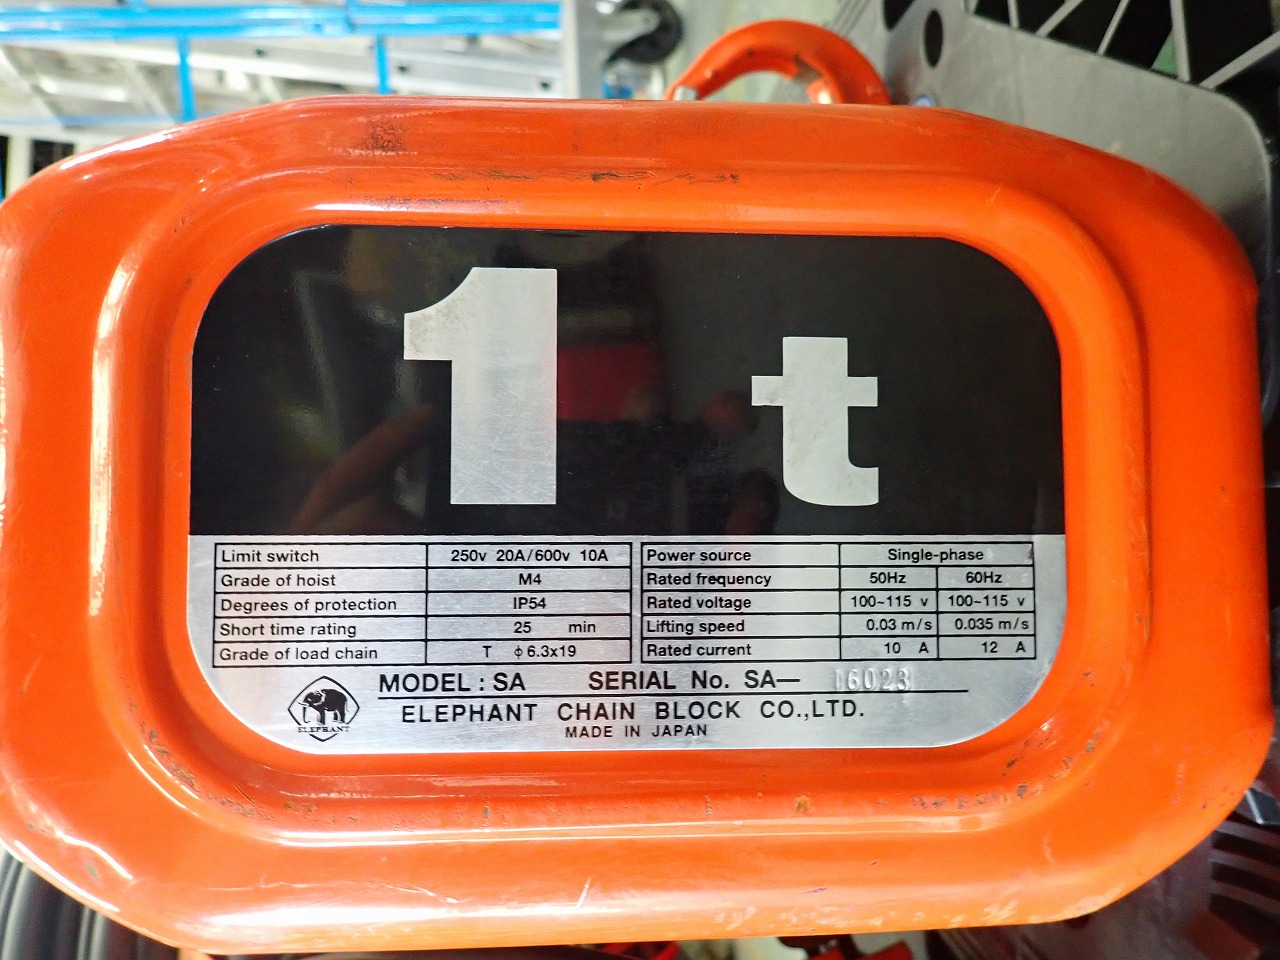 1 t
Limit switch 250v 20A/600v 10A
Grade of hoist M4
Degrees of protection IP54
Short time rating 25 min
Grade of load chain T ϕ6.3x19
Power source Single-phase
Rated frequency 50Hz 60Hz
Rated voltage 100~115 v 100~115 v
Lifting speed 0.03 m/s 0.035 m/s
Rated current 10 A 12 A
MODEL : SA SERIAL No. SA— 16023
ELEPHANT CHAIN BLOCK CO.,LTD.
MADE IN JAPAN
ELEPHANT